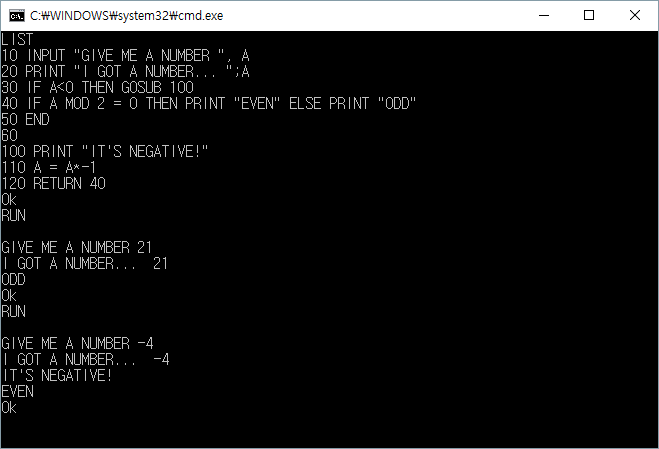 C:₩WINDOWS₩system32₩cmd.exe
LIST
10 INPUT "GIVE ME A NUMBER ", A
20 PRINT "I GOT A NUMBER... ";A
30 IF A<0 THEN GOSUB 100
40 IF A MOD 2 = 0 THEN PRINT "EVEN" ELSE PRINT "ODD"
50 END
60
100 PRINT "IT'S NEGATIVE!"
110 A = A*-1
120 RETURN 40
Ok
RUN

GIVE ME A NUMBER 21
I GOT A NUMBER...  21
ODD
Ok
RUN

GIVE ME A NUMBER -4
I GOT A NUMBER...  -4
IT'S NEGATIVE!
EVEN
Ok